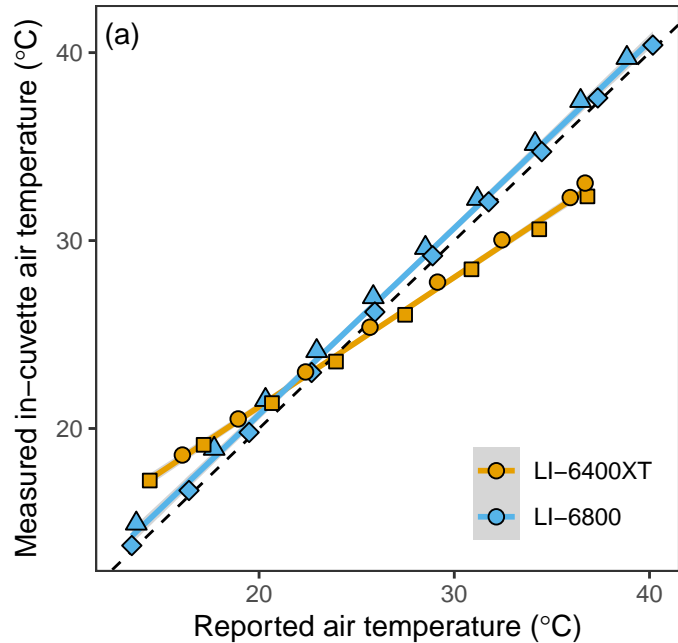 (a)
Measured in−cuvette air temperature (°C)
40
30
20
20 30 40
Reported air temperature (°C)
LI−6400XT
LI−6800